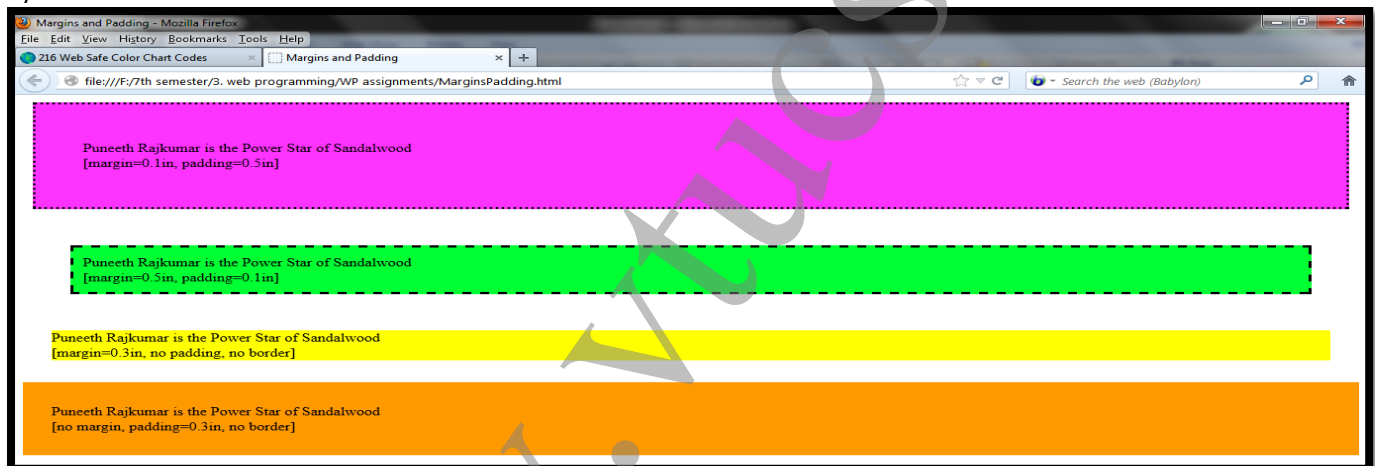 Margins and Padding - Mozilla Firefox
File Edit View History Bookmarks Tools Help
216 Web Safe Color Chart Codes × Margins and Padding × +
file:///F:/7th semester/3. web programming/WP assignments/MarginsPadding.html Search the web (Babylon)
Puneeth Rajkumar is the Power Star of Sandalwood
[margin=0.1in, padding=0.5in]
Puneeth Rajkumar is the Power Star of Sandalwood
[margin=0.5in, padding=0.1in]
Puneeth Rajkumar is the Power Star of Sandalwood
[margin=0.3in, no padding, no border]
Puneeth Rajkumar is the Power Star of Sandalwood
[no margin, padding=0.3in, no border]
.vtucs